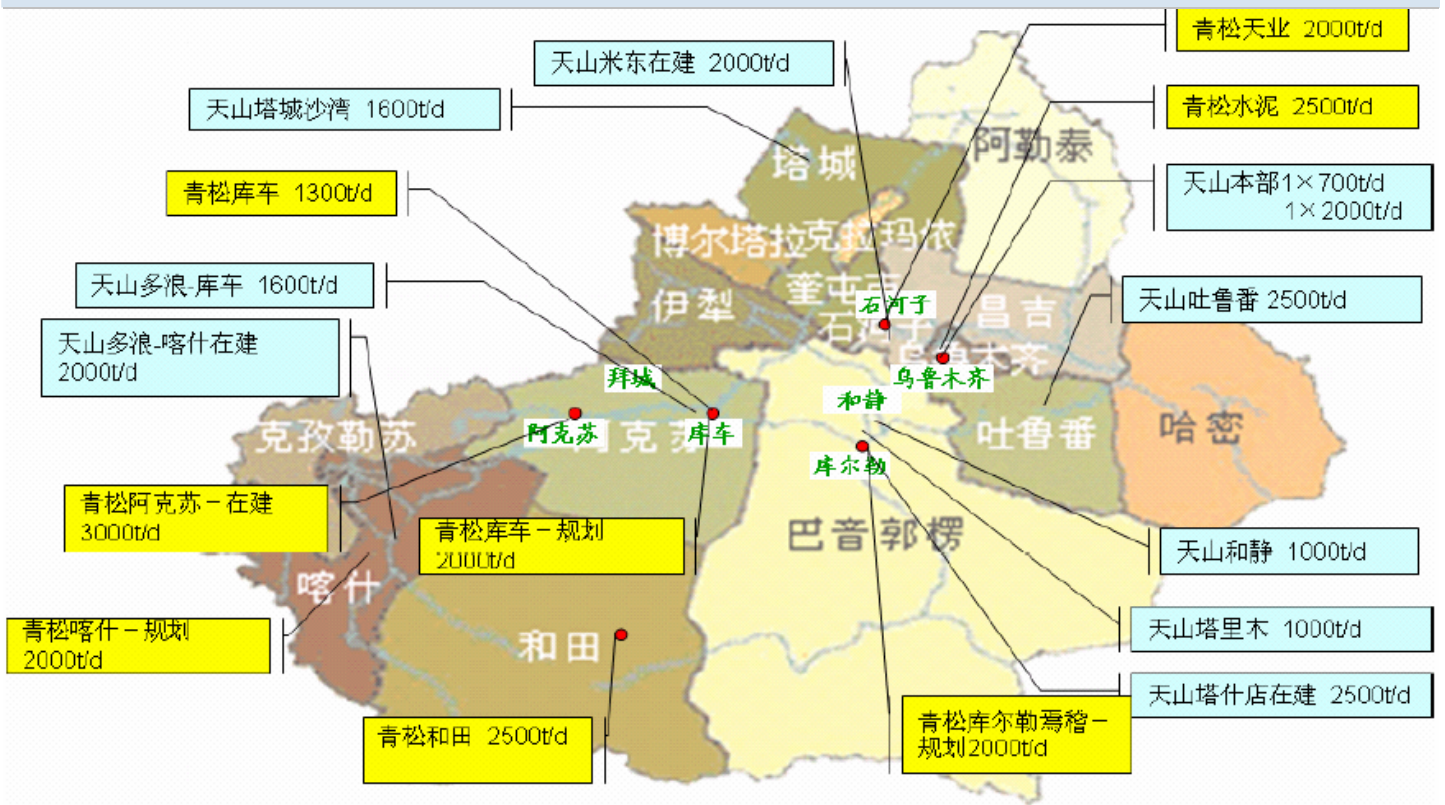 青松天业 2000t/d
天山米东在建 2000t/d
天山塔城沙湾 1600t/d
青松水泥 2500t/d
阿勒泰
塔城
青松库车 1300t/d
天山本部1×700t/d
1×2000t/d
博尔塔拉
克拉玛依
天山多浪-库车 1600t/d
奎屯市
天山吐鲁番 2500t/d
伊犁
石河子
昌吉
石河子
天山多浪-喀什在建
2000t/d
乌鲁木齐
拜城
乌鲁木齐
和静
克孜勒苏
阿克苏
阿克苏
库车
吐鲁番
哈密
库尔勒
青松阿克苏－在建
3000t/d
青松库车－规划
2000t/d
巴音郭楞
天山和静 1000t/d
喀什
青松喀什－规划
2000t/d
和田
天山塔里木 1000t/d
天山塔什店在建 2500t/d
青松和田 2500t/d
青松库尔勒焉稽－
规划2000t/d